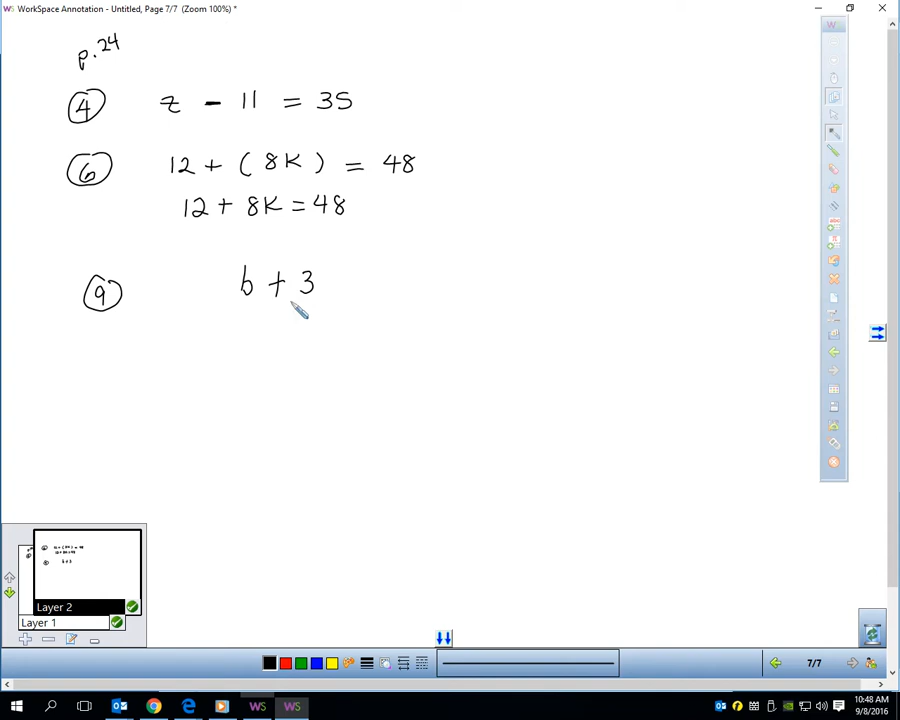 WorkSpace Annotation, Page 7/7 (Zoom 100%) *
p.24
4 z - 11 = 35
6 12 + ( 8K ) = 48
12 + 8K = 48
9 b + 3
Layer 2
Layer 1
7/7
10:48 AM
9/8/2016